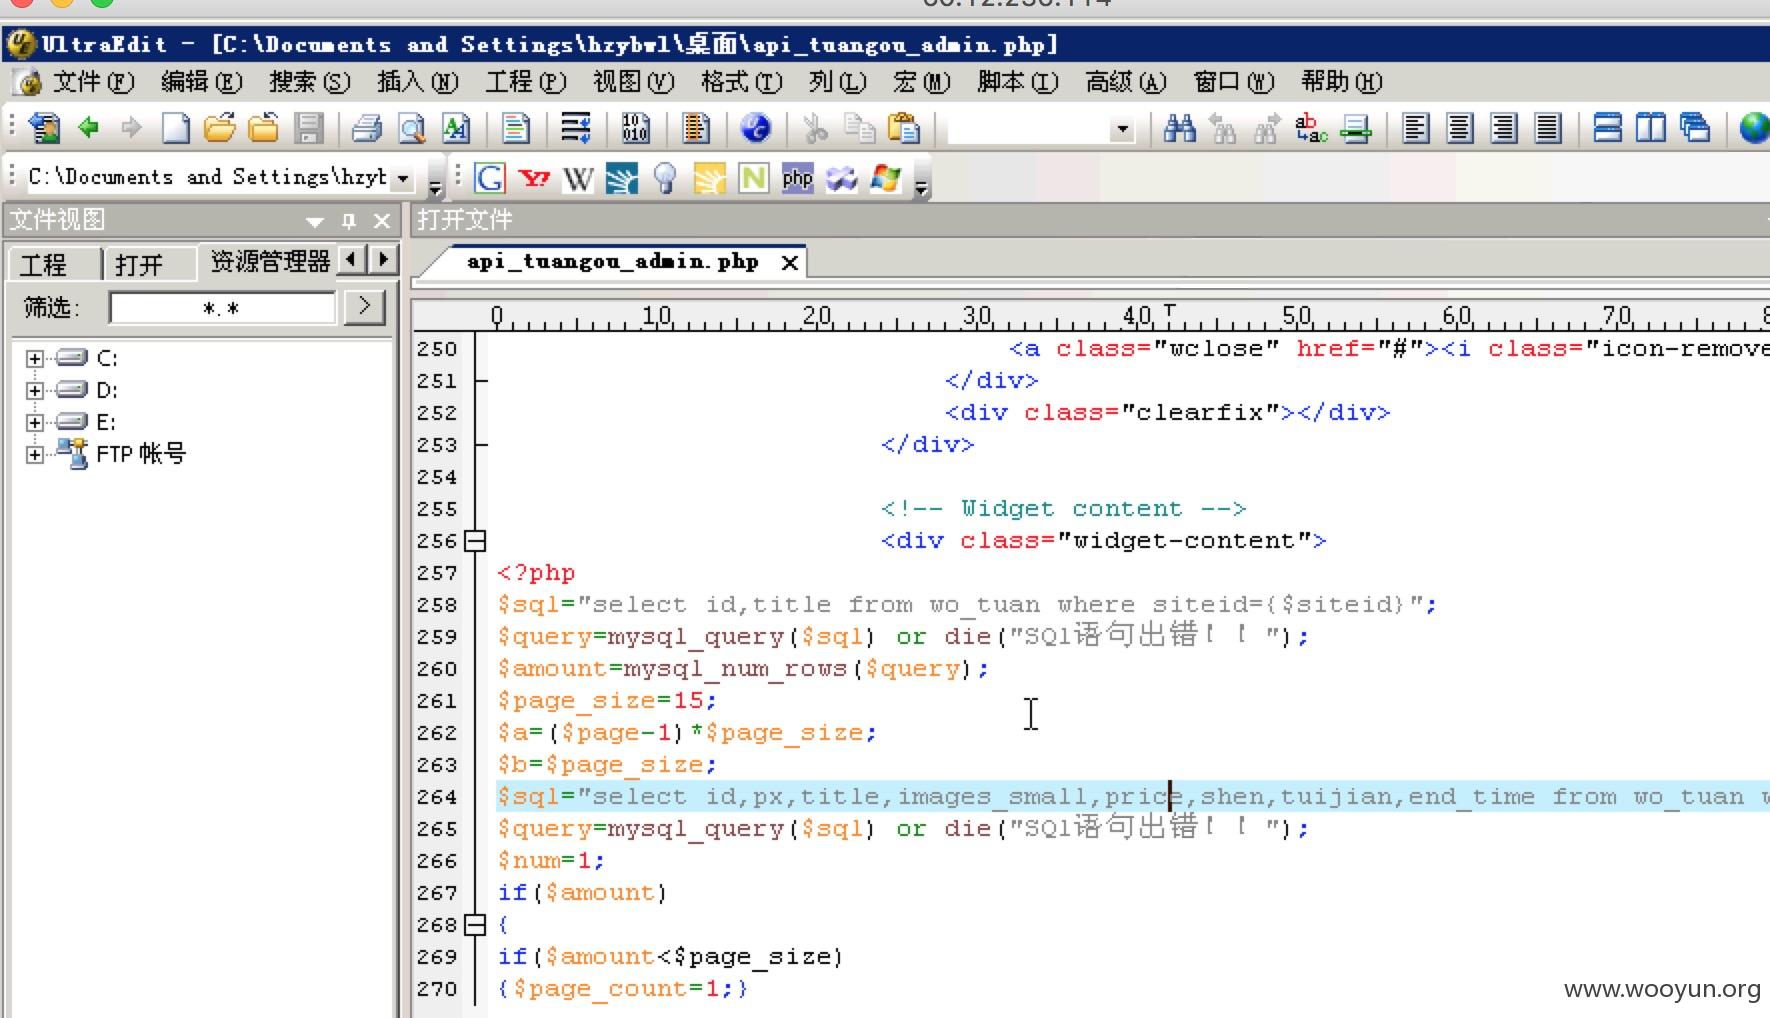 UltraEdit - [C:\Documents and Settings\hzybwl\桌面\api_tuangou_admin.php]
文件(F) 编辑(E) 搜索(S) 插入(N) 工程(P) 视图(V) 格式(T) 列(L) 宏(M) 脚本(I) 高级(A) 窗口(W) 帮助(H)
C:\Documents and Settings\hzyt
php
文件视图
打开文件
工程 打开 资源管理器
api_tuangou_admin.php
筛选: *.*
C:
D:
E:
FTP 帐号
0 10 20 30 40 50 60 70
250 <a class="wclose" href="#"><i class="icon-remove
251 </div>
252 <div class="clearfix"></div>
253 </div>
254
255 <!-- Widget content -->
256 <div class="widget-content">
257 <?php
258 $sql="select id,title from wo_tuan where siteid={$siteid}";
259 $query=mysql_query($sql) or die("SQl语句出错！！");
260 $amount=mysql_num_rows($query);
261 $page_size=15;
262 $a=($page-1)*$page_size;
263 $b=$page_size;
264 $sql="select id,px,title,images_small,price,shen,tuijian,end_time from wo_tuan w
265 $query=mysql_query($sql) or die("SQl语句出错！！");
266 $num=1;
267 if($amount)
268 {
269 if($amount<$page_size)
270 {$page_count=1;}
www.wooyun.org